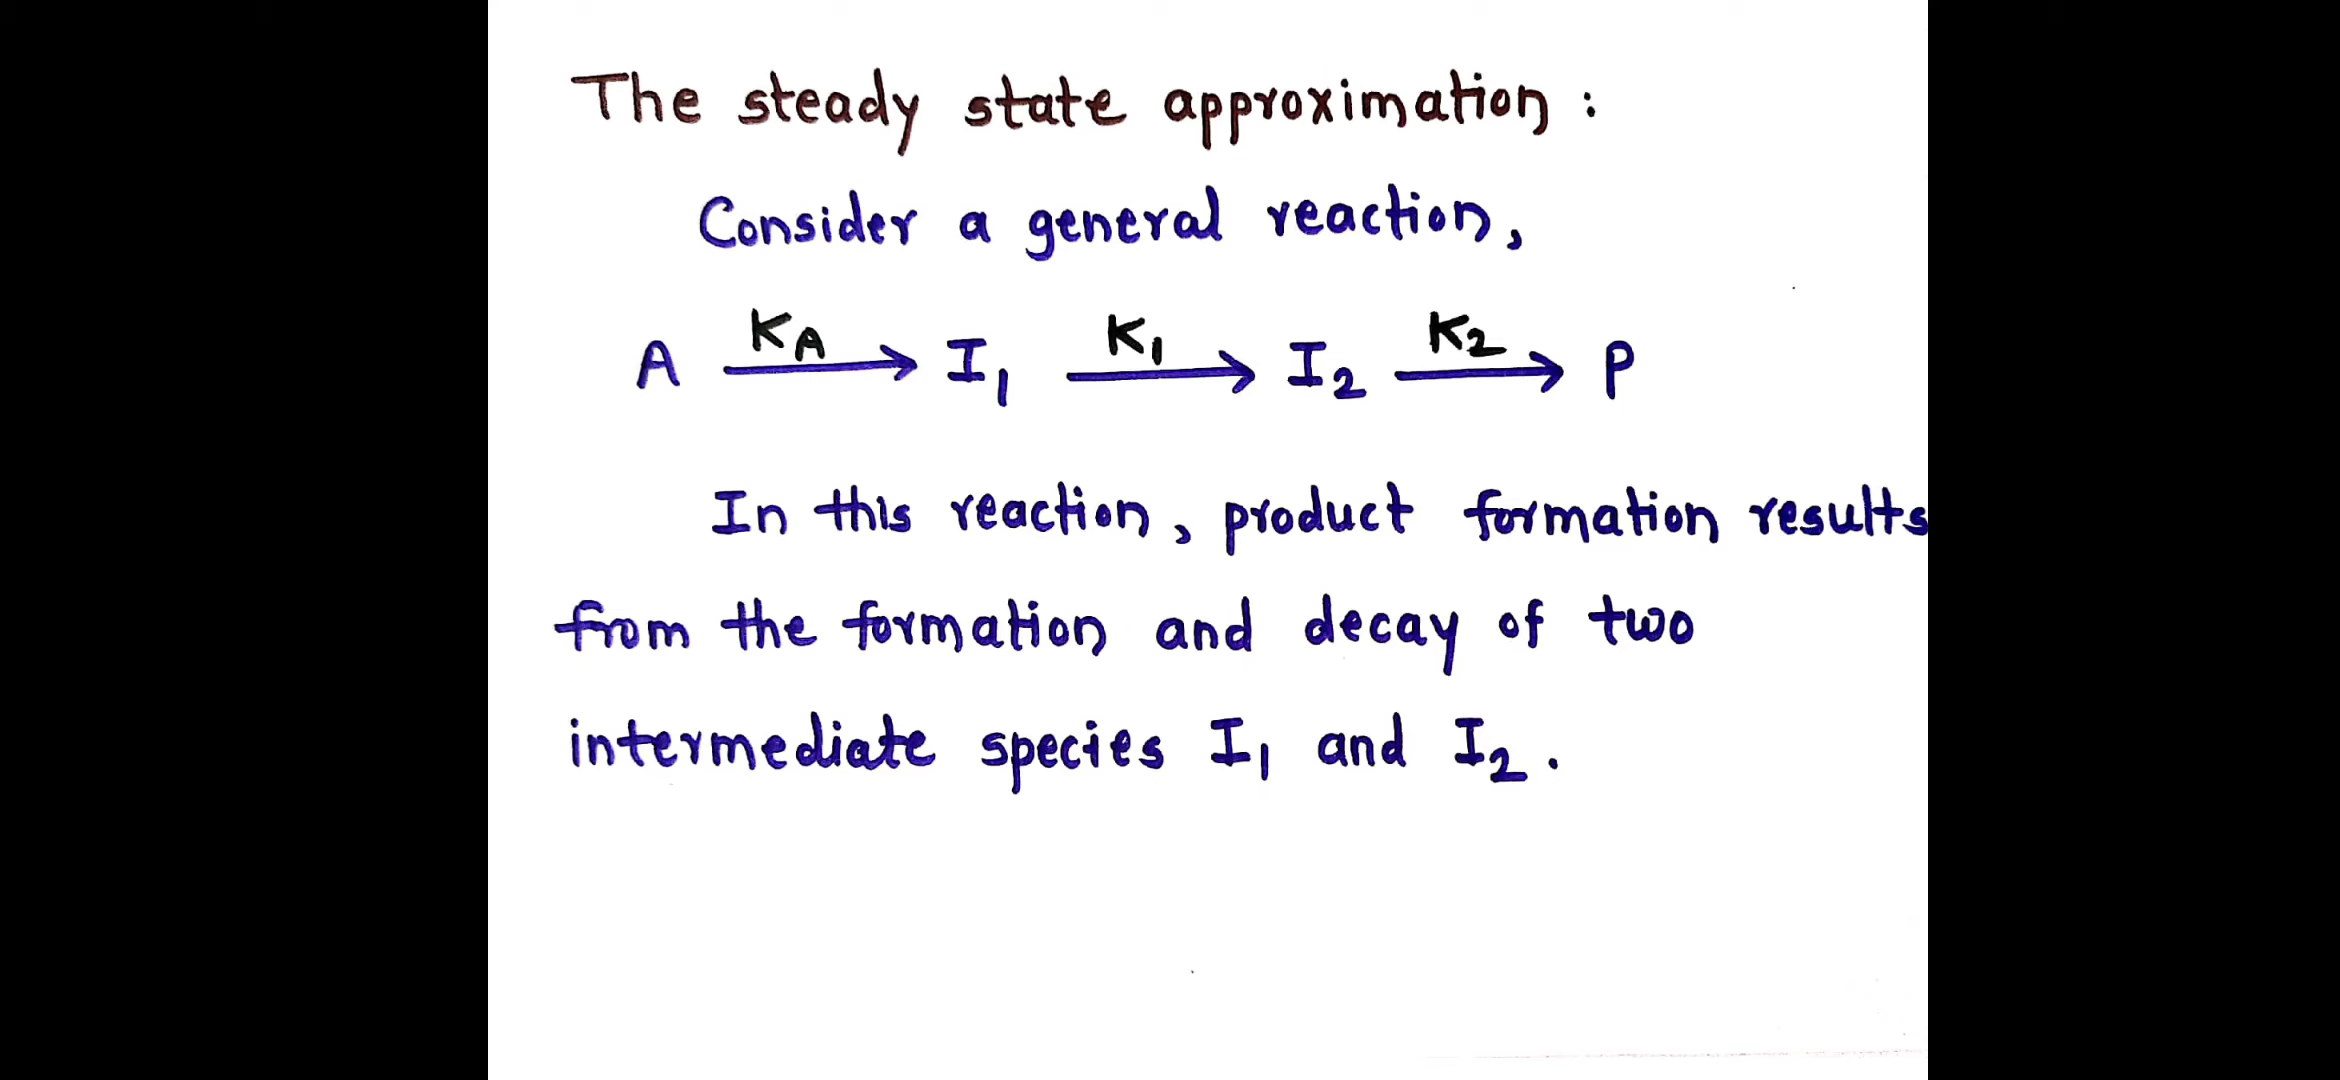 The steady state approximation :
Consider a general reaction,
A —K_A→ I₁ —K₁→ I₂ —K₂→ P
In this reaction, product formation results
from the formation and decay of two
intermediate species I₁ and I₂.